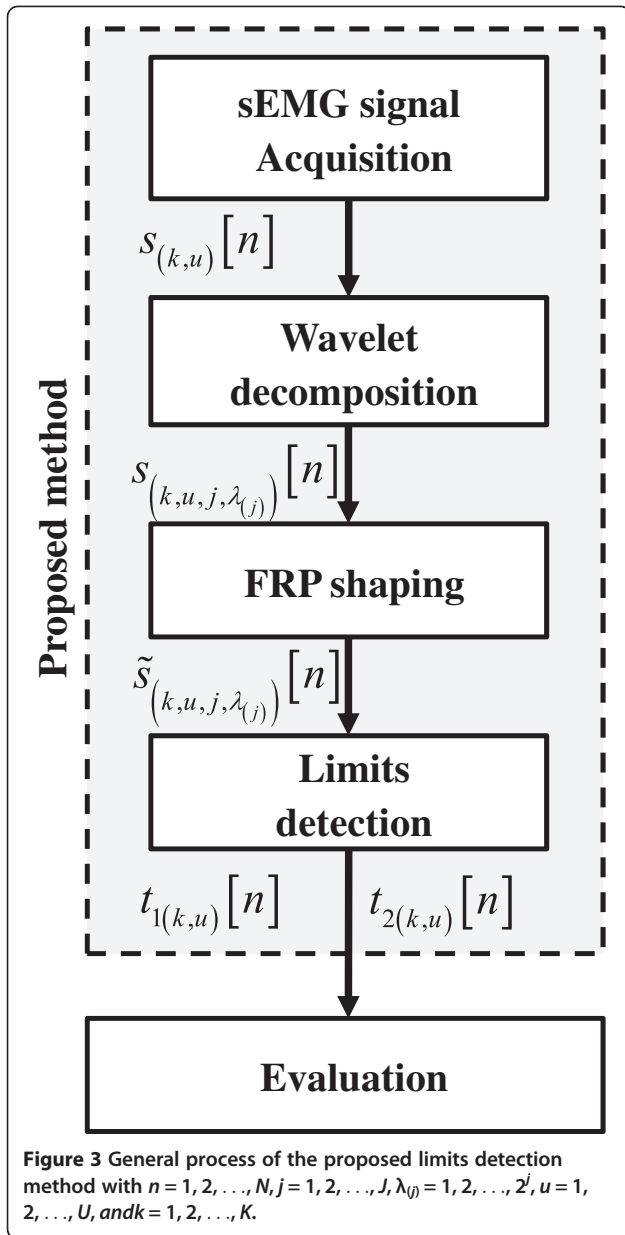 Proposed method
sEMG signal
Acquisition
s(k,u)[n]
Wavelet
decomposition
s(k,u,j,λ(j))[n]
FRP shaping
s̃(k,u,j,λ(j))[n]
Limits
detection
t1(k,u)[n] t2(k,u)[n]
Evaluation
Figure 3 General process of the proposed limits detection
method with n = 1, 2, . . ., N, j = 1, 2, . . ., J, λ(j) = 1, 2, . . ., 2^j, u = 1,
2, . . ., U, andk = 1, 2, . . ., K.